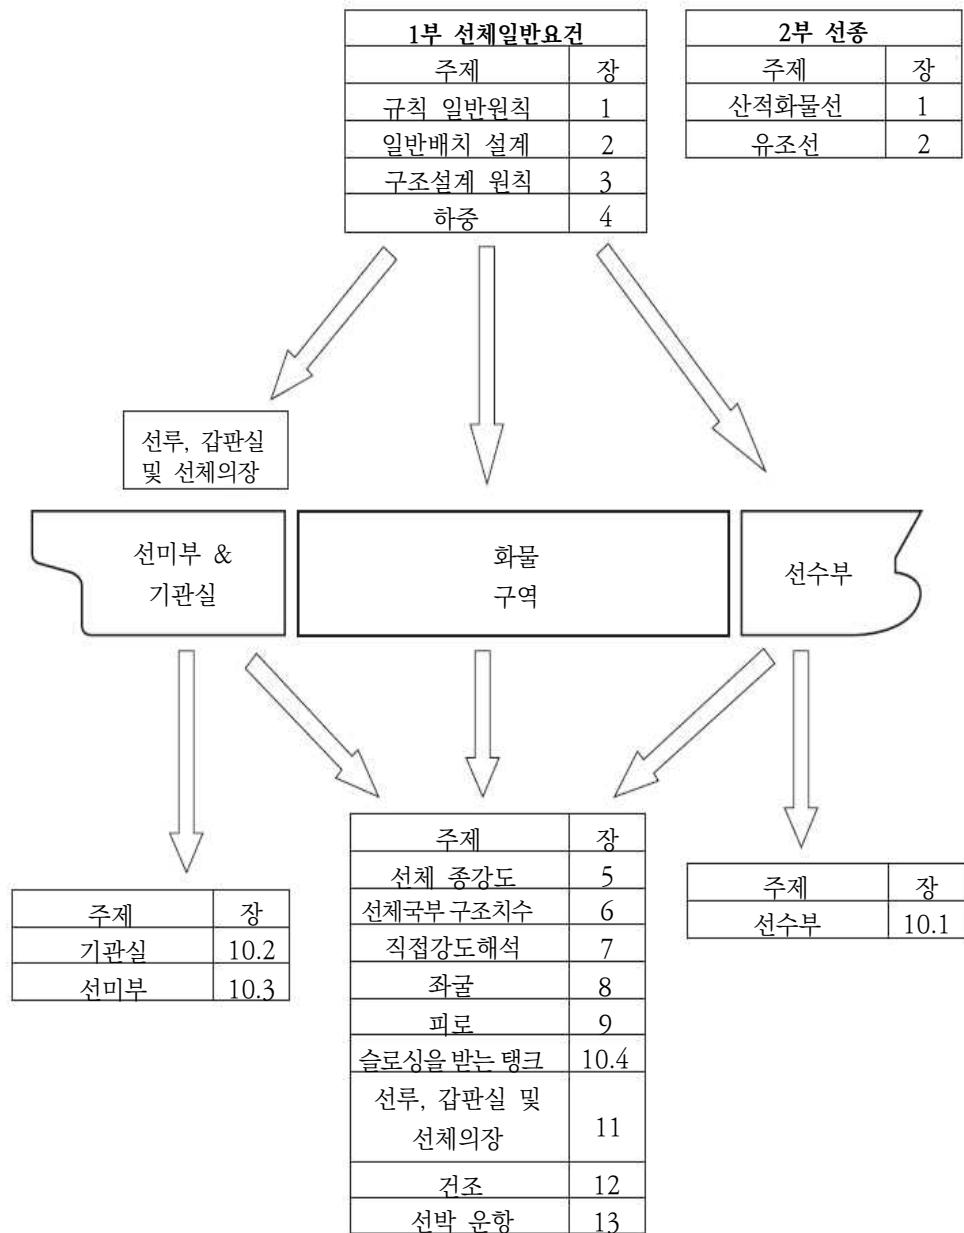 1부 선체일반요건
주제 장
규칙 일반원칙 1
일반배치 설계 2
구조설계 원칙 3
하중 4
2부 선종
주제 장
산적화물선 1
유조선 2
선루, 갑판실
및 선체의장
선미부 &
기관실
화물
구역
선수부
주제 장
기관실 10.2
선미부 10.3
주제 장
선체 종강도 5
선체국부 구조치수 6
직접강도해석 7
좌굴 8
피로 9
슬로싱을 받는 탱크 10.4
선루, 갑판실 및
선체의장 11
건조 12
선박 운항 13
주제 장
선수부 10.1